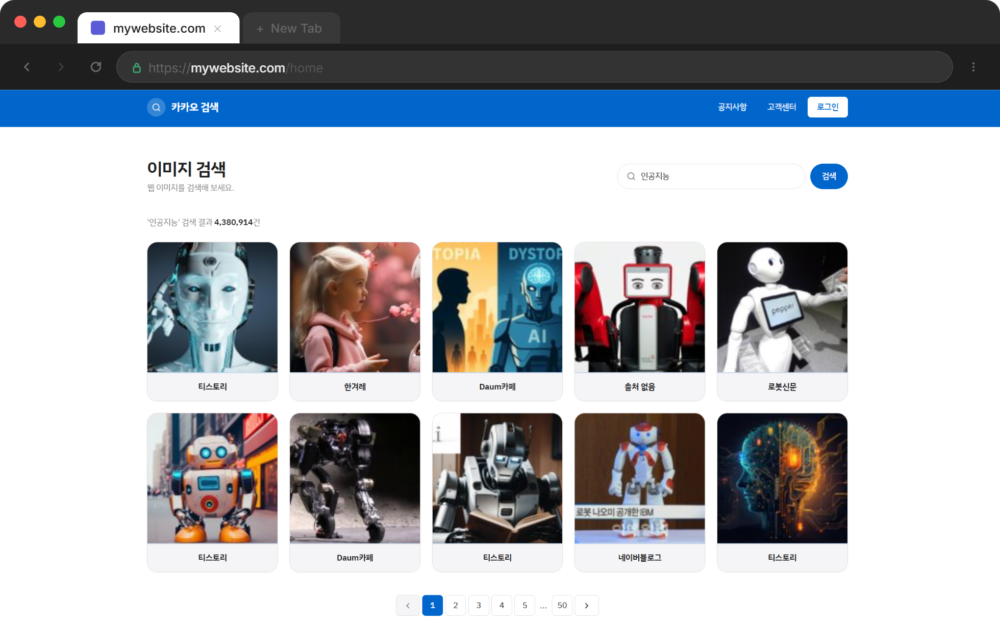 mywebsite.com
+ New Tab
https://mywebsite.com/home
카카오 검색
공지사항
고객센터
로그인
이미지 검색
웹 이미지를 검색해 보세요.
인공지능
검색
'인공지능' 검색 결과 4,380,914건
TOPIA
DYSTOP
AI
pepper
티스토리
한겨레
Daum카페
출처 없음
로봇신문
i
로봇 나오미 공개한 IBM
티스토리
Daum카페
티스토리
네이버블로그
티스토리
1 2 3 4 5 ... 50